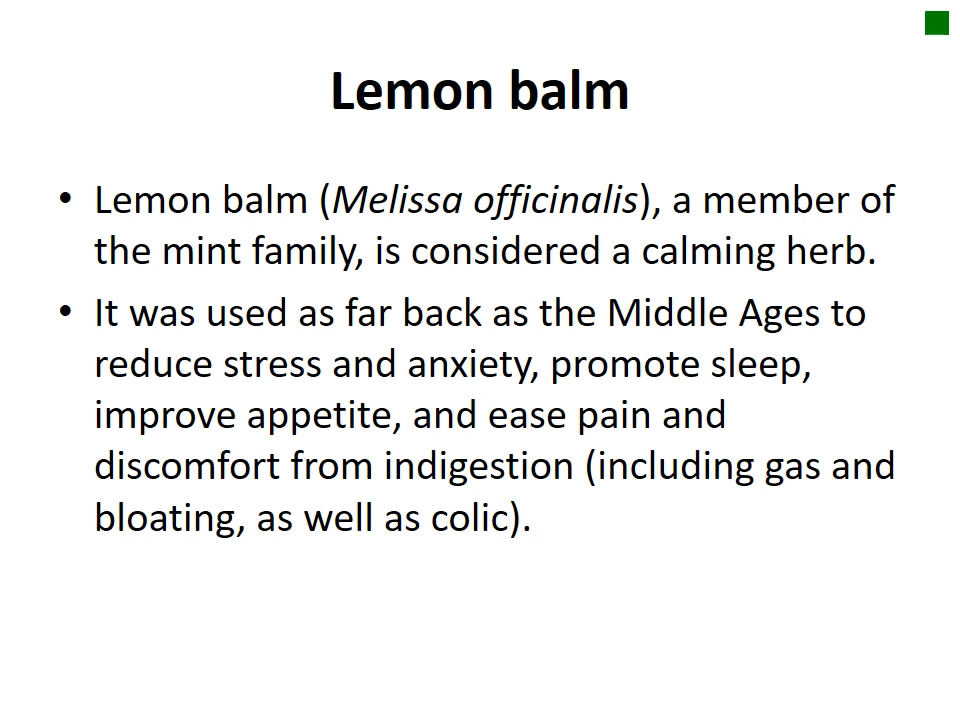 Lemon balm
• Lemon balm (Melissa officinalis), a member of
the mint family, is considered a calming herb.
• It was used as far back as the Middle Ages to
reduce stress and anxiety, promote sleep,
improve appetite, and ease pain and
discomfort from indigestion (including gas and
bloating, as well as colic).